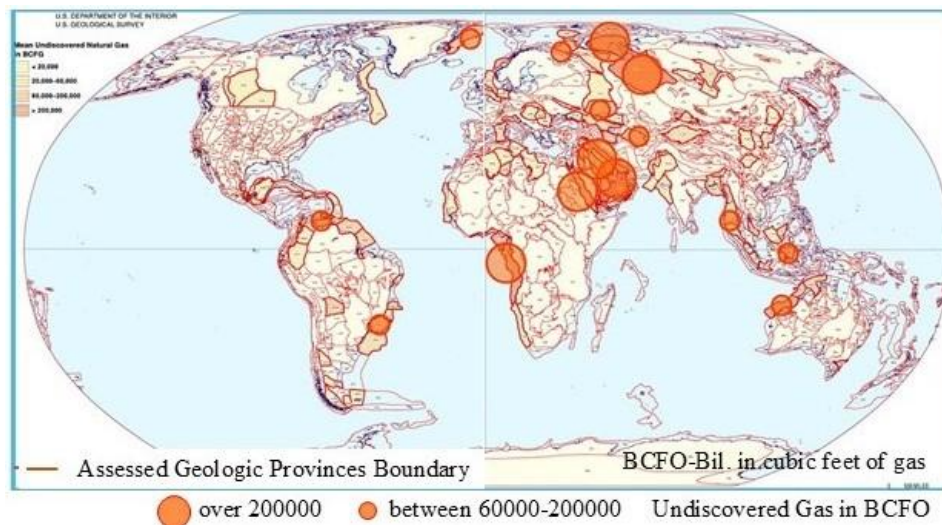 U.S. DEPARTMENT OF THE INTERIOR
U.S. GEOLOGICAL SURVEY
Mean Undiscovered Natural Gas
in BCFG
< 20,000
20,000–60,000
60,000–200,000
> 200,000
Assessed Geologic Provinces Boundary
BCFO-Bil. in cubic feet of gas
over 200000
between 60000-200000
Undiscovered Gas in BCFO